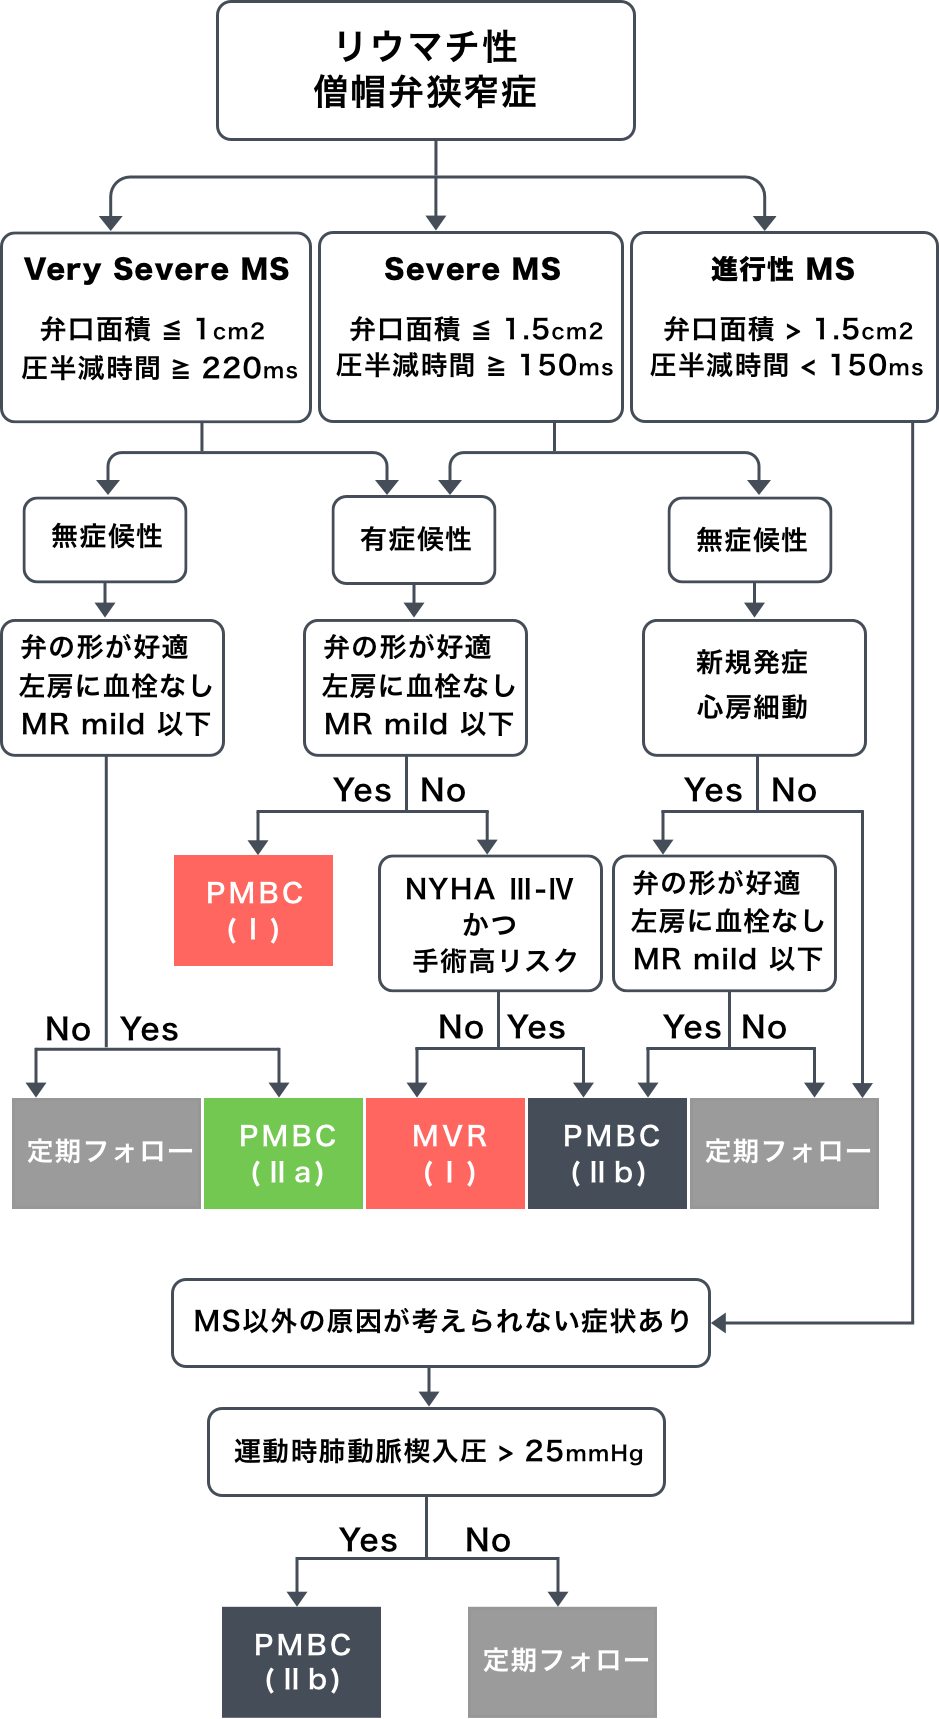 リウマチ性
僧帽弁狭窄症
Very Severe MS
弁口面積 ≦ 1cm2
圧半減時間 ≧ 220ms
Severe MS
弁口面積 ≦ 1.5cm2
圧半減時間 ≧ 150ms
進行性 MS
弁口面積 > 1.5cm2
圧半減時間 < 150ms
無症候性
有症候性
無症候性
弁の形が好適
左房に血栓なし
MR mild 以下
弁の形が好適
左房に血栓なし
MR mild 以下
新規発症
心房細動
Yes No
Yes No
PMBC
( I )
NYHA III-IV
かつ
手術高リスク
弁の形が好適
左房に血栓なし
MR mild 以下
No Yes
No Yes
Yes No
定期フォロー
PMBC
( II a)
MVR
( I )
PMBC
( II b)
定期フォロー
MS以外の原因が考えられない症状あり
運動時肺動脈楔入圧 > 25mmHg
Yes No
PMBC
( II b)
定期フォロー